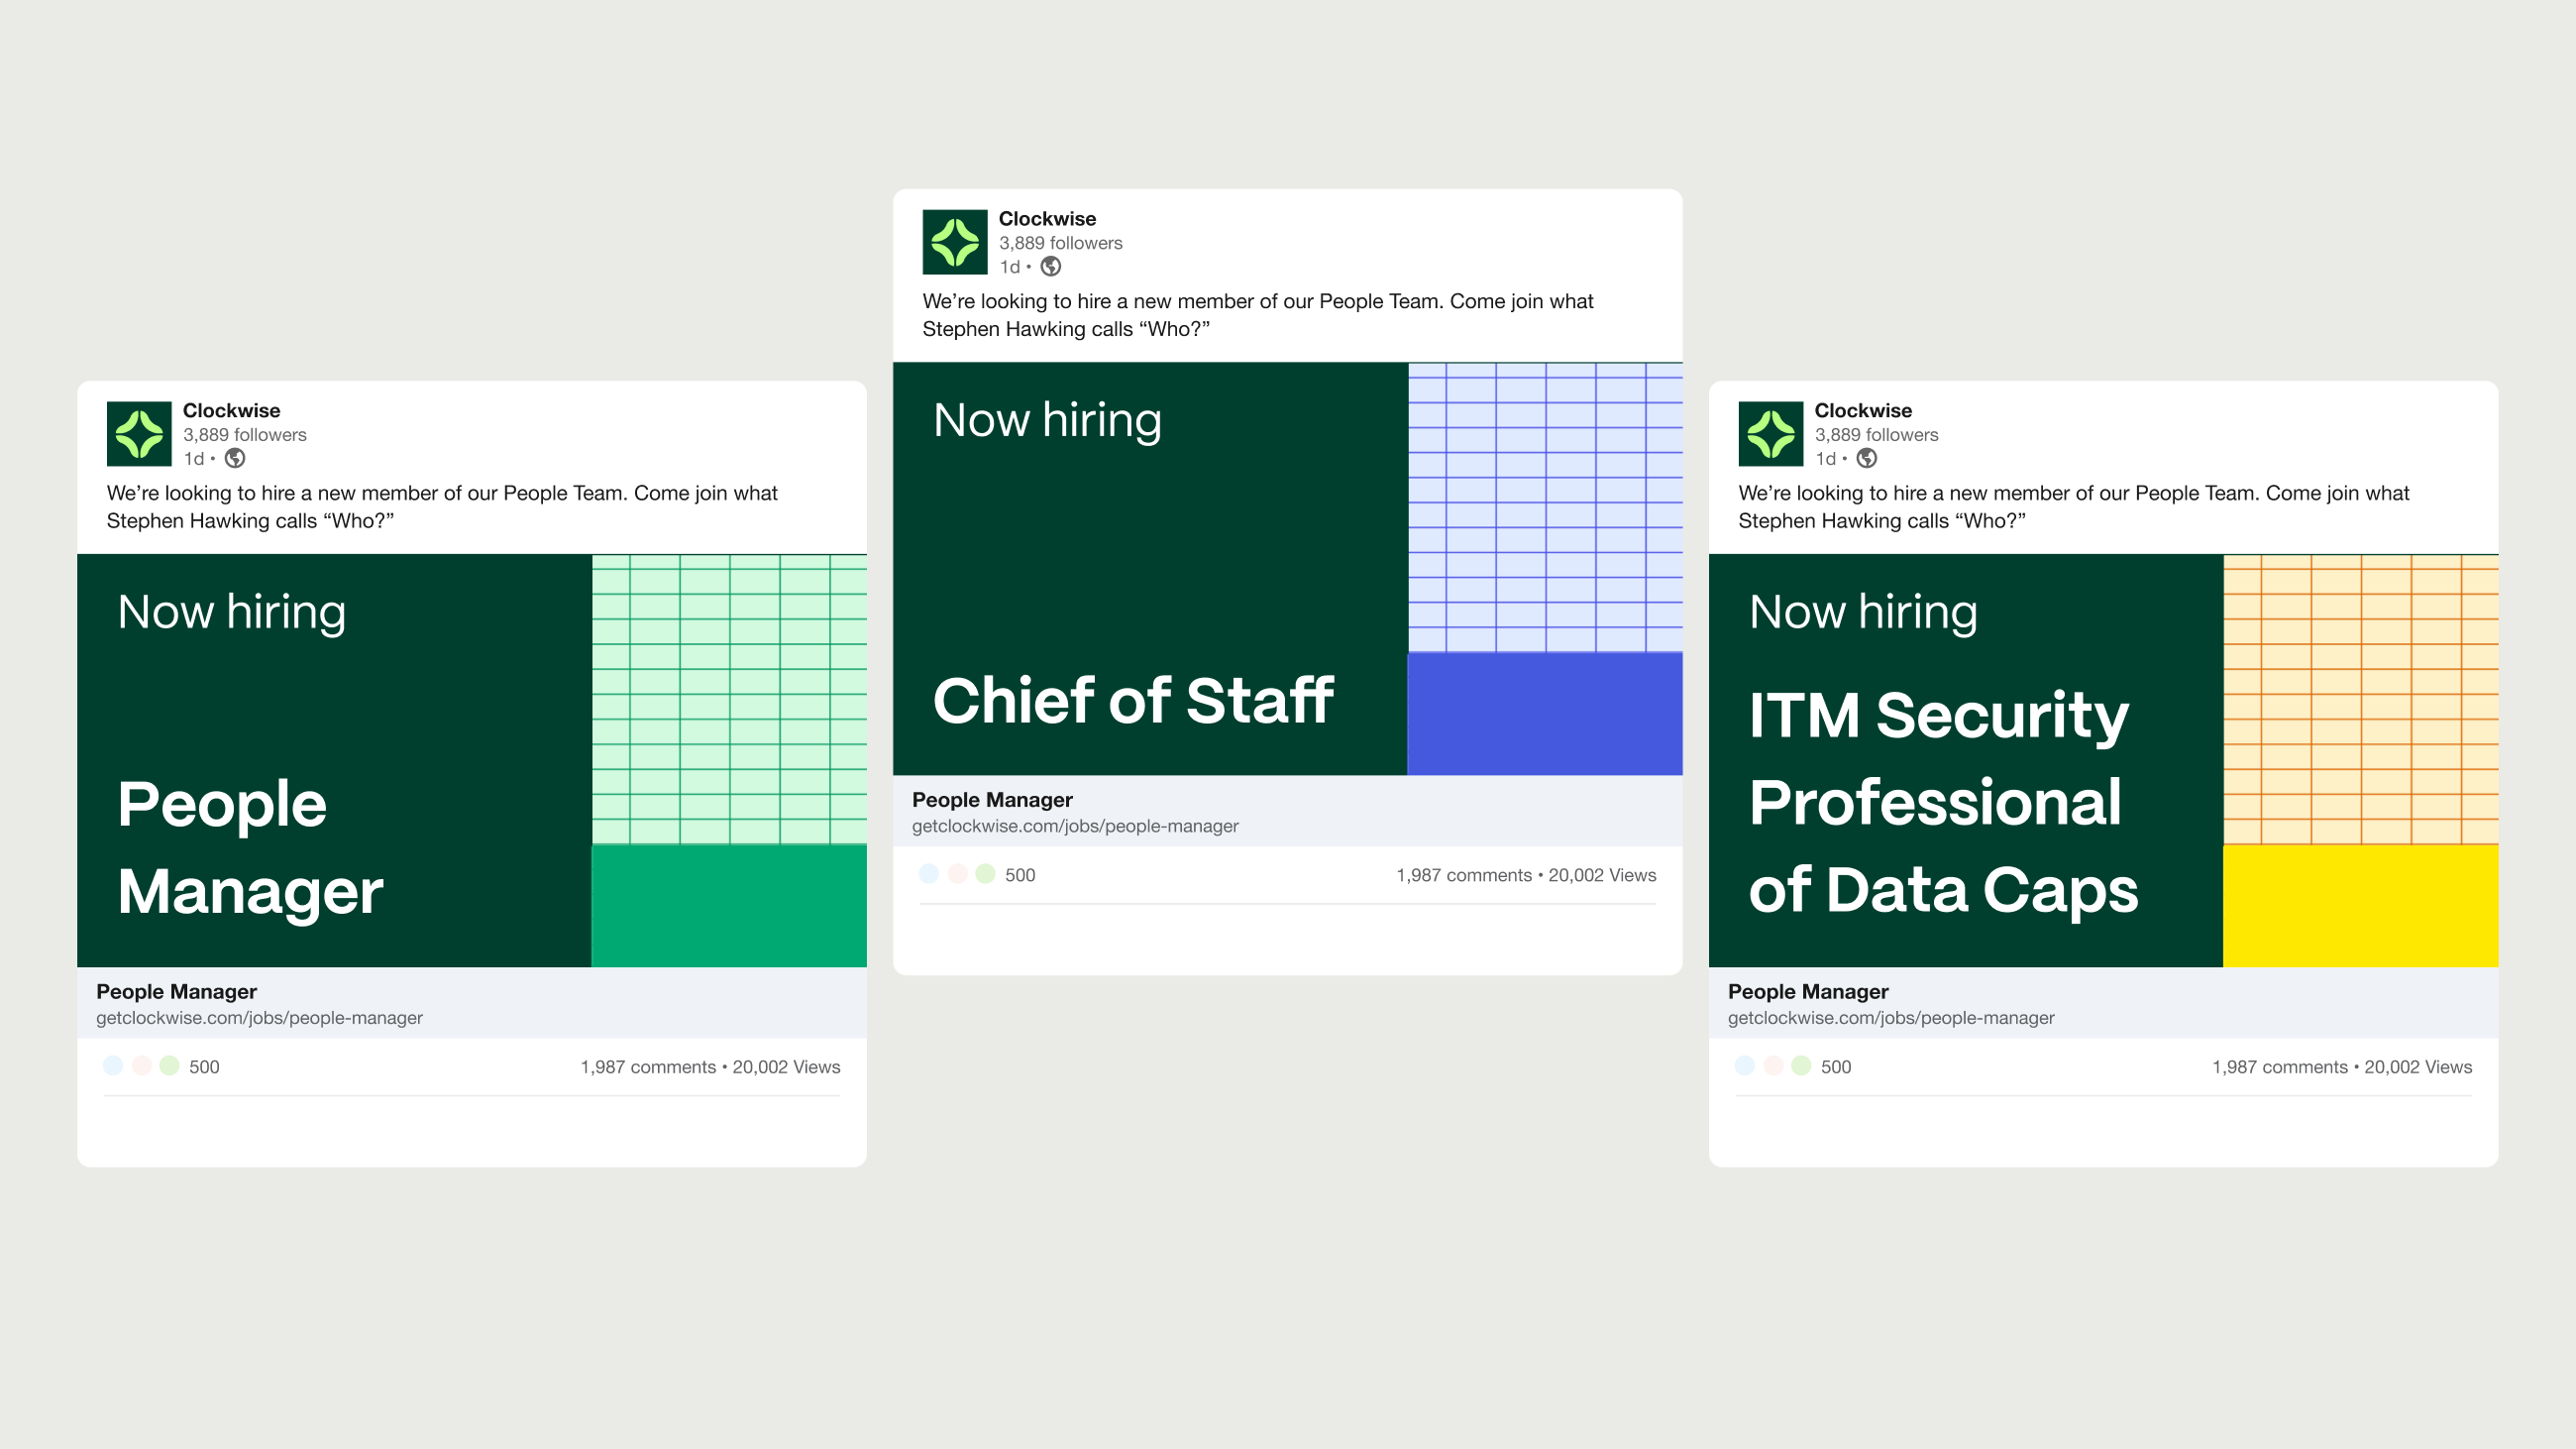 Clockwise
3,889 followers
1d •
We’re looking to hire a new member of our People Team. Come join what
Stephen Hawking calls “Who?”
Now hiring
People
Manager
People Manager
getclockwise.com/jobs/people-manager
500
1,987 comments • 20,002 Views
Clockwise
3,889 followers
1d •
We’re looking to hire a new member of our People Team. Come join what
Stephen Hawking calls “Who?”
Now hiring
Chief of Staff
People Manager
getclockwise.com/jobs/people-manager
500
1,987 comments • 20,002 Views
Clockwise
3,889 followers
1d •
We’re looking to hire a new member of our People Team. Come join what
Stephen Hawking calls “Who?”
Now hiring
ITM Security
Professional
of Data Caps
People Manager
getclockwise.com/jobs/people-manager
500
1,987 comments • 20,002 Views